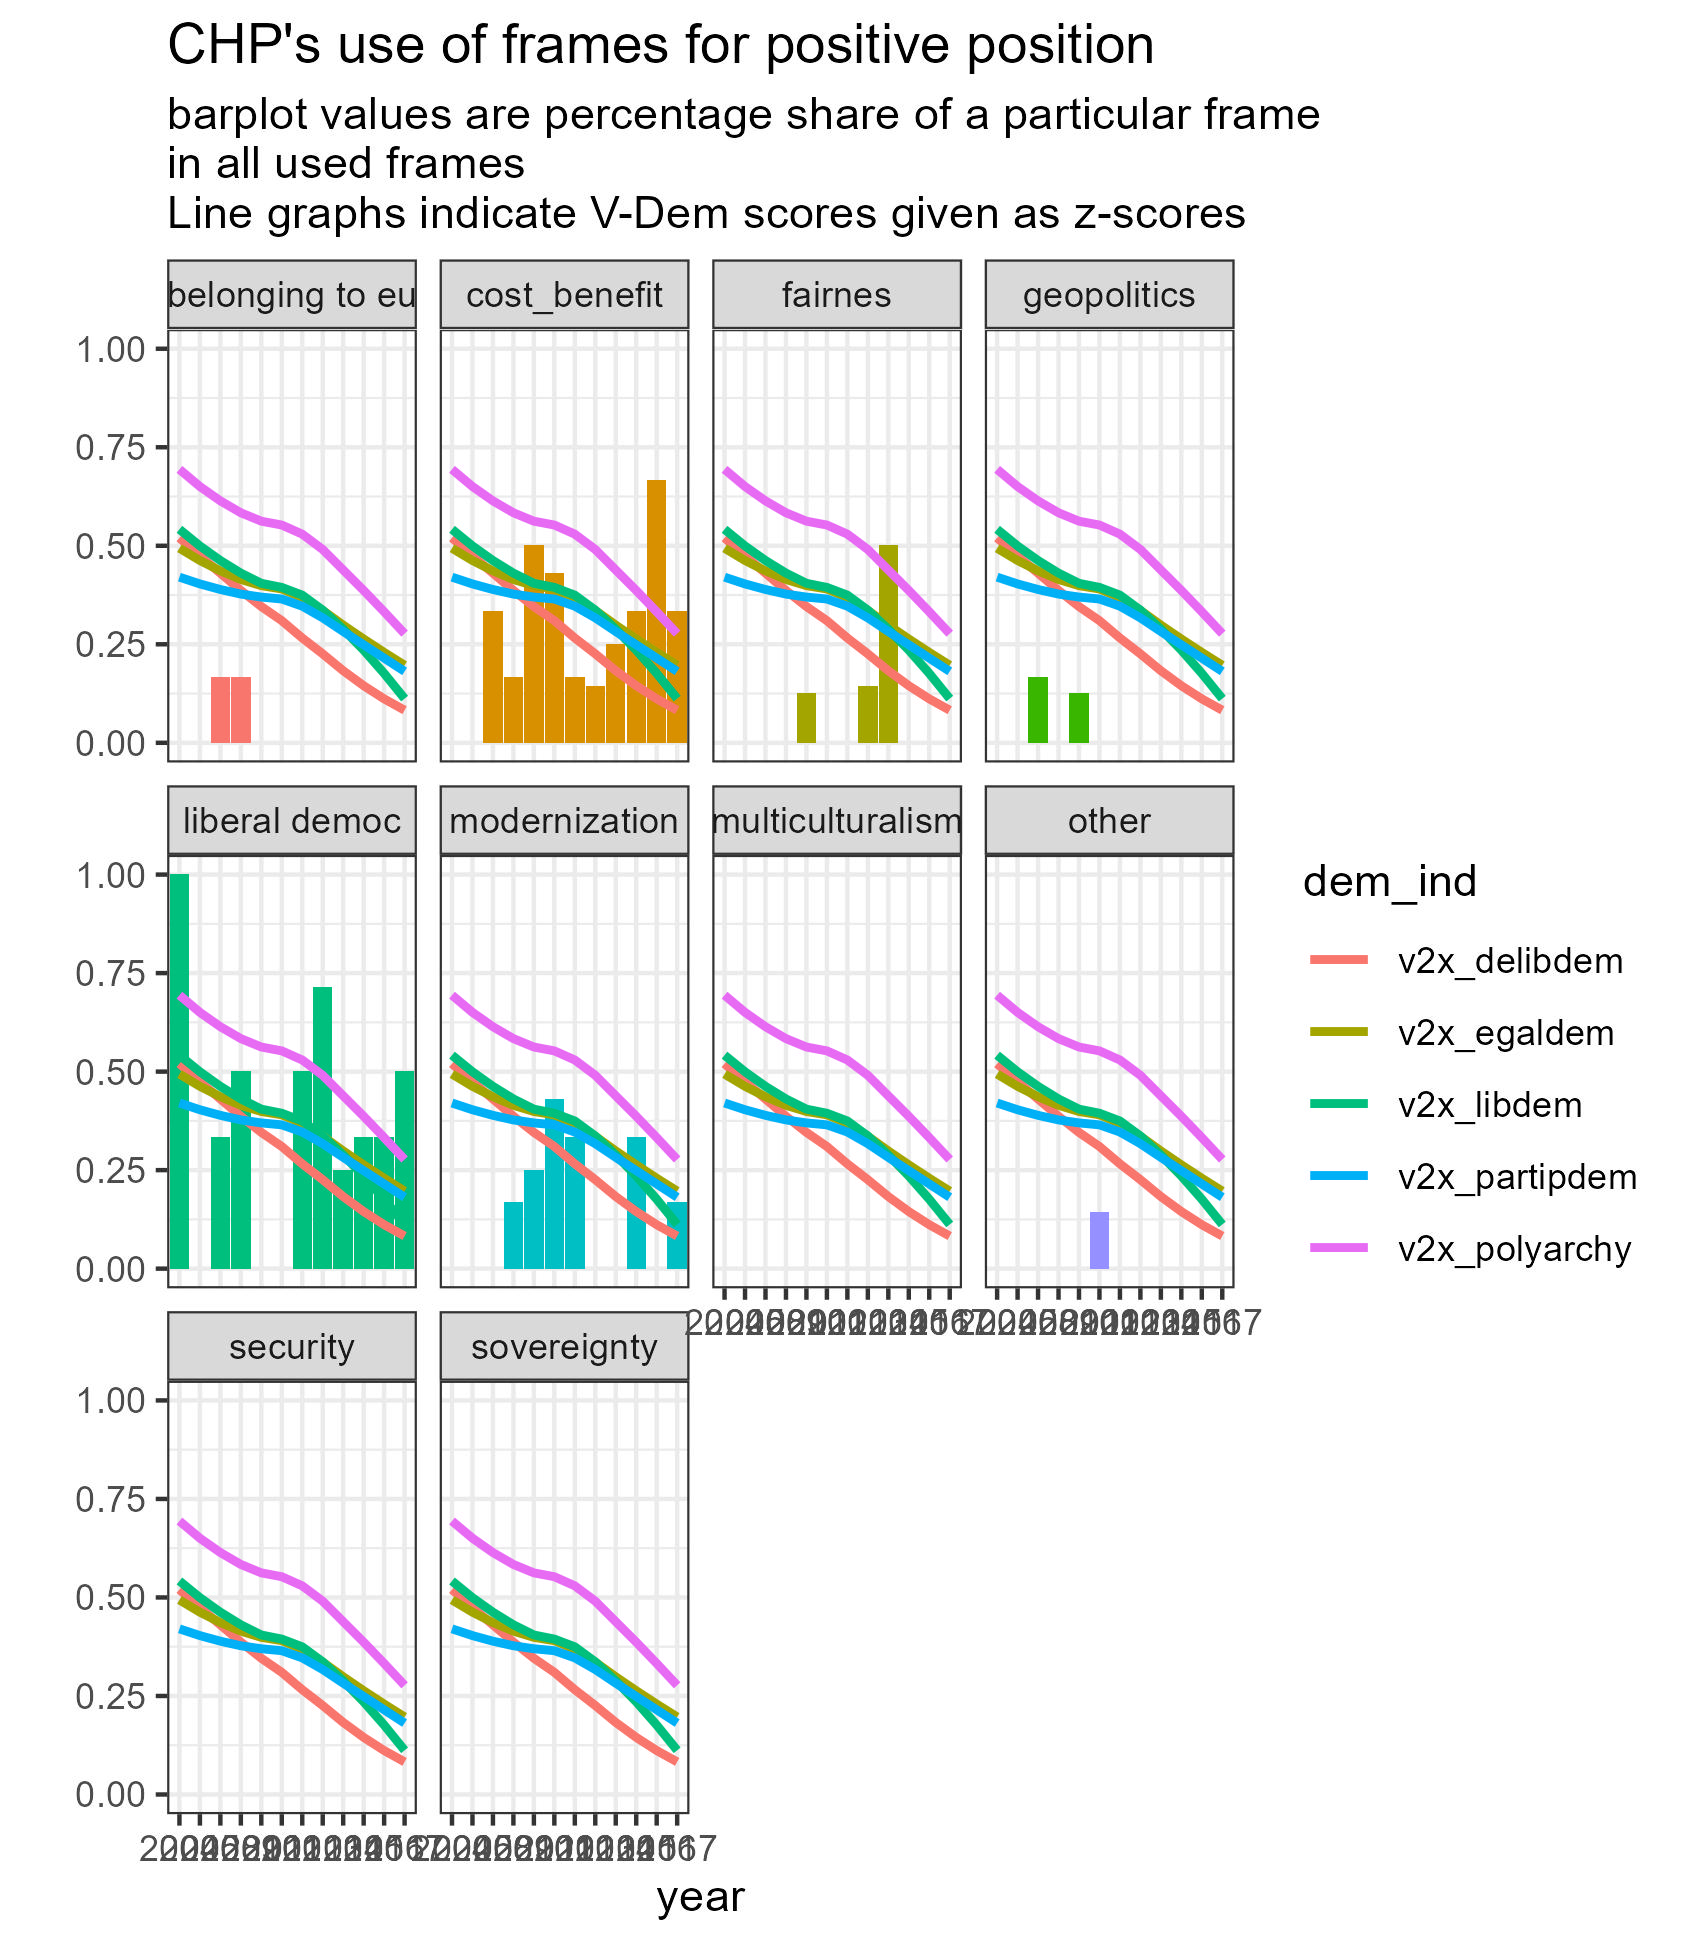 CHP's use of frames for positive position
barplot values are percentage share of a particular frame
in all used frames
Line graphs indicate V-Dem scores given as z-scores
belonging to eu
cost_benefit
fairnes
geopolitics
1.00
0.75
0.50
0.25
0.00
liberal democ
modernization
multiculturalism
other
1.00
0.75
0.50
0.25
0.00
dem_ind
v2x_delibdem
v2x_egaldem
v2x_libdem
v2x_partipdem
v2x_polyarchy
security
sovereignty
1.00
0.75
0.50
0.25
0.00
year